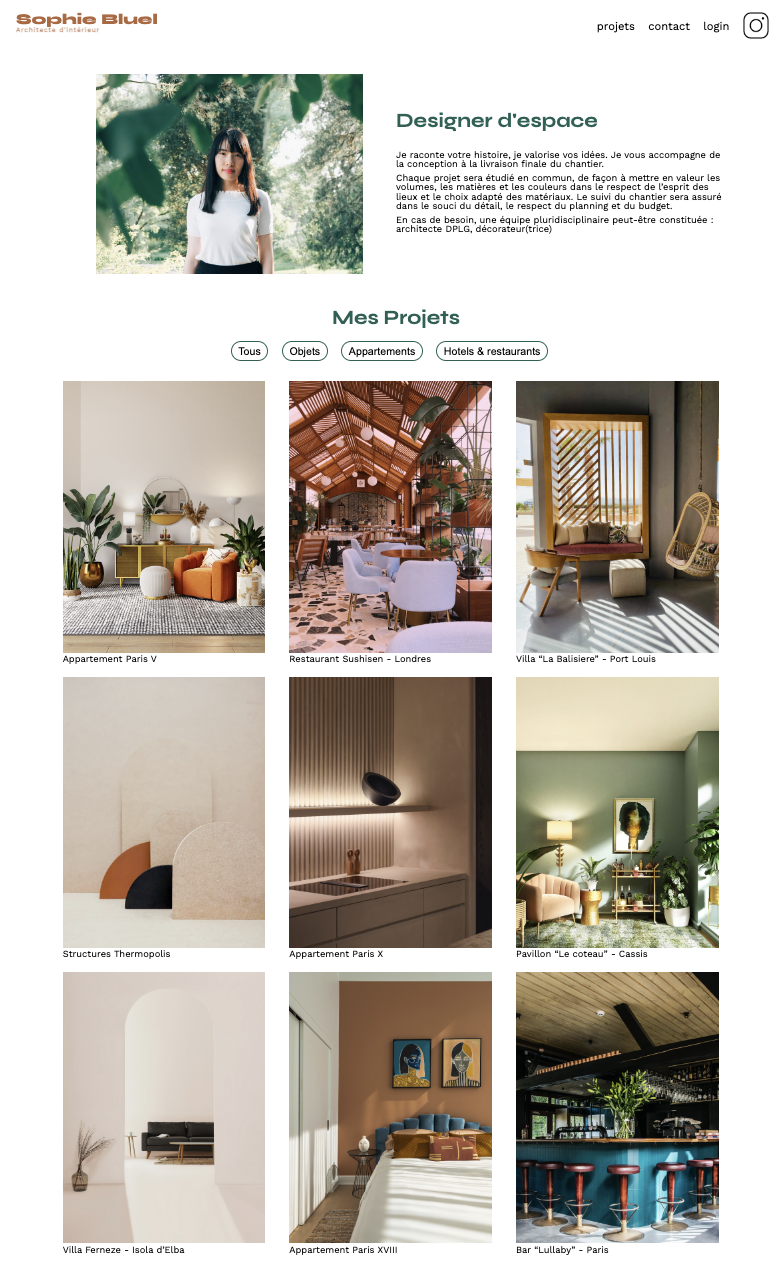 Sophie Bluel
Architecte d'intérieur
projets
contact
login
Designer d'espace
Je raconte votre histoire, je valorise vos idées. Je vous accompagne de
la conception à la livraison finale du chantier.
Chaque projet sera étudié en commun, de façon à mettre en valeur les
volumes, les matières et les couleurs dans le respect de l'esprit des
lieux et le choix adapté des matériaux. Le suivi du chantier sera assuré
dans le souci du détail, le respect du planning et du budget.
En cas de besoin, une équipe pluridisciplinaire peut-être constituée :
architecte DPLG, décorateur(trice)
Mes Projets
Tous
Objets
Appartements
Hotels & restaurants
Appartement Paris V
Restaurant Sushisen - Londres
Villa “La Balisiere” - Port Louis
Structures Thermopolis
Appartement Paris X
Pavillon “Le coteau” - Cassis
Villa Ferneze - Isola d’Elba
Appartement Paris XVIII
Bar “Lullaby” - Paris